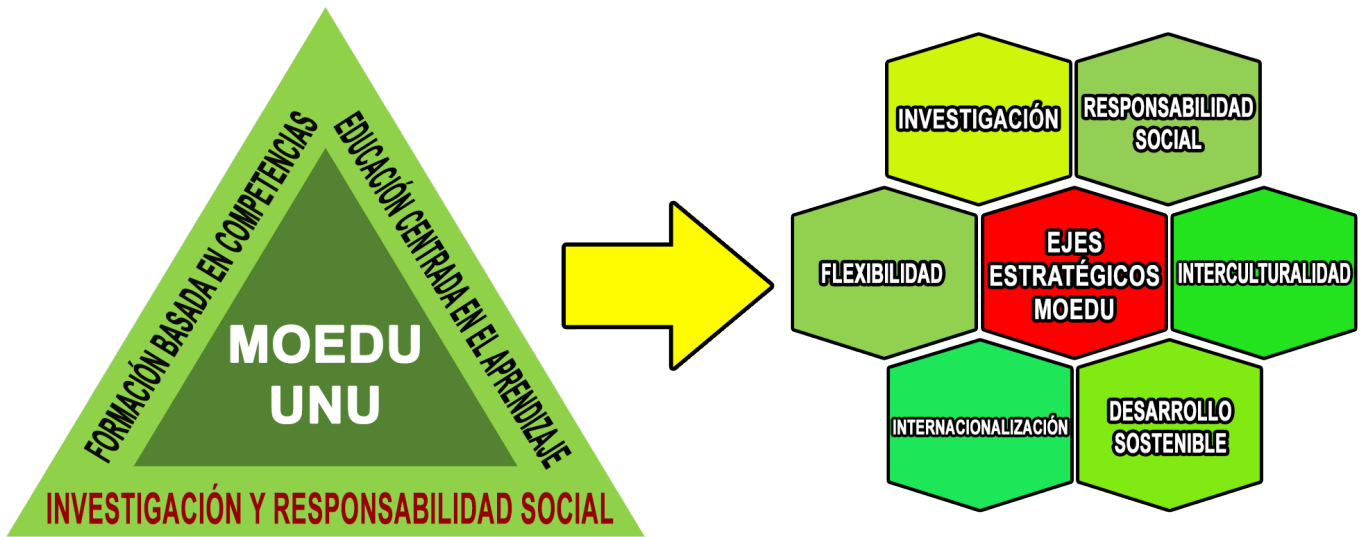 FORMACIÓN BASADA EN COMPETENCIAS
EDUCACIÓN CENTRADA EN EL APRENDIZAJE
MOEDU
UNU
INVESTIGACIÓN Y RESPONSABILIDAD SOCIAL
INVESTIGACIÓN
RESPONSABILIDAD
SOCIAL
FLEXIBILIDAD
EJES
ESTRATÉGICOS
MOEDU
INTERCULTURALIDAD
INTERNACIONALIZACIÓN
DESARROLLO
SOSTENIBLE